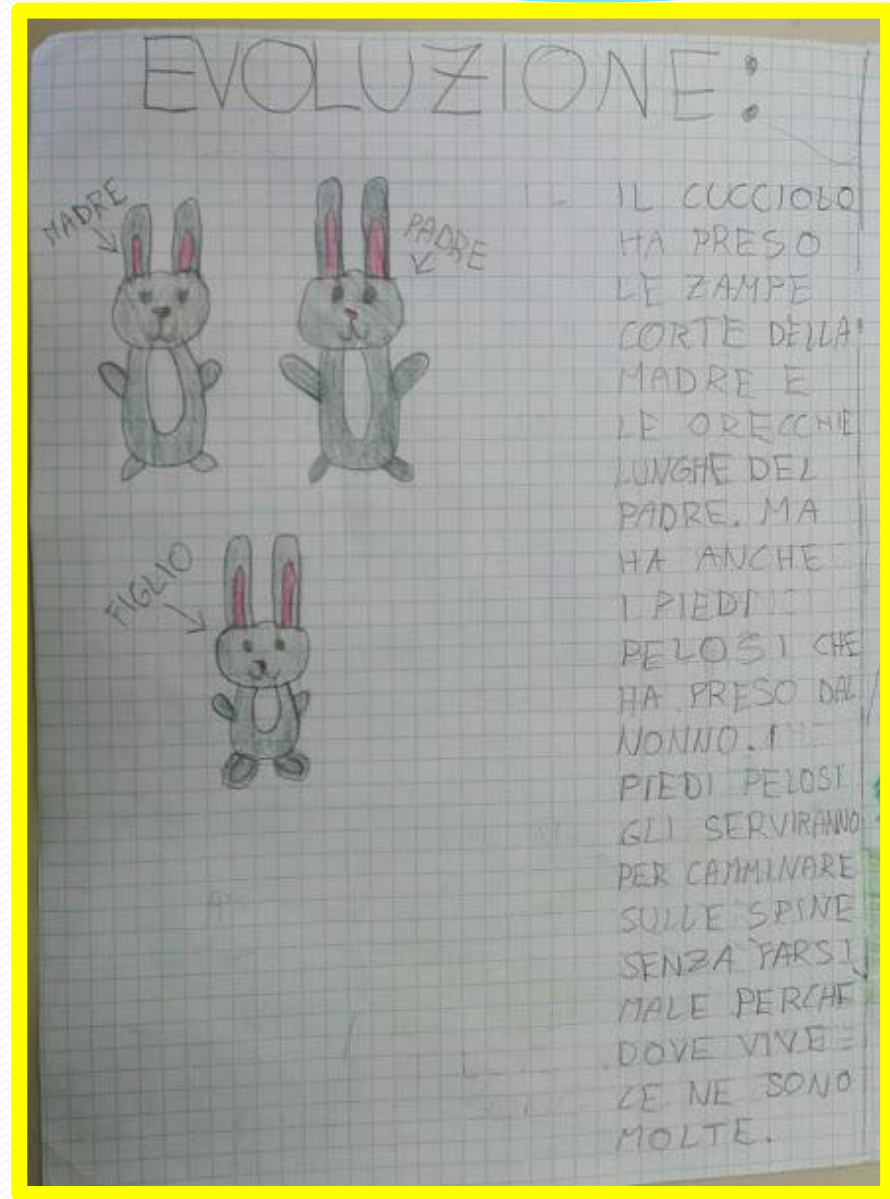 EVOLUZIONE:
MADRE
PADRE
FIGLIO
IL CUCCIOLO
HA PRESO
LE ZAMPE
CORTE DELLA
MADRE E
LE ORECCHIE
LUNGHE DEL
PADRE. MA
HA ANCHE
I PIEDI
PELOSI CHE
HA PRESO DAL
NONNO. I
PIEDI PELOSI
GLI SERVIRANNO
PER CAMMINARE
SULLE SPINE
SENZA FARSI
MALE PERCHE
DOVE VIVE
CE NE SONO
MOLTE.